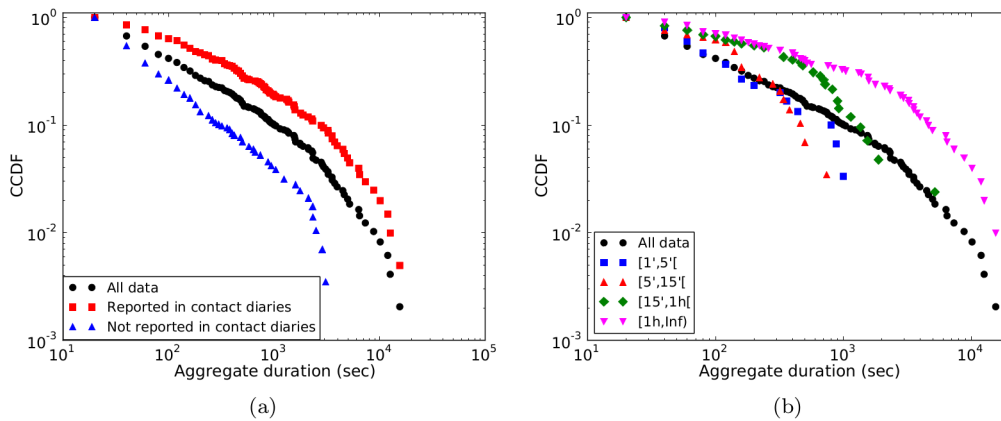 10^0
10^-1
10^-2
10^-3
CCDF
10^1 10^2 10^3 10^4 10^5
Aggregate duration (sec)
All data
Reported in contact diaries
Not reported in contact diaries
(a)
10^0
10^-1
10^-2
10^-3
CCDF
10^1 10^2 10^3 10^4
Aggregate duration (sec)
All data
[1',5'[
[5',15'[
[15',1h[
[1h,Inf)
(b)